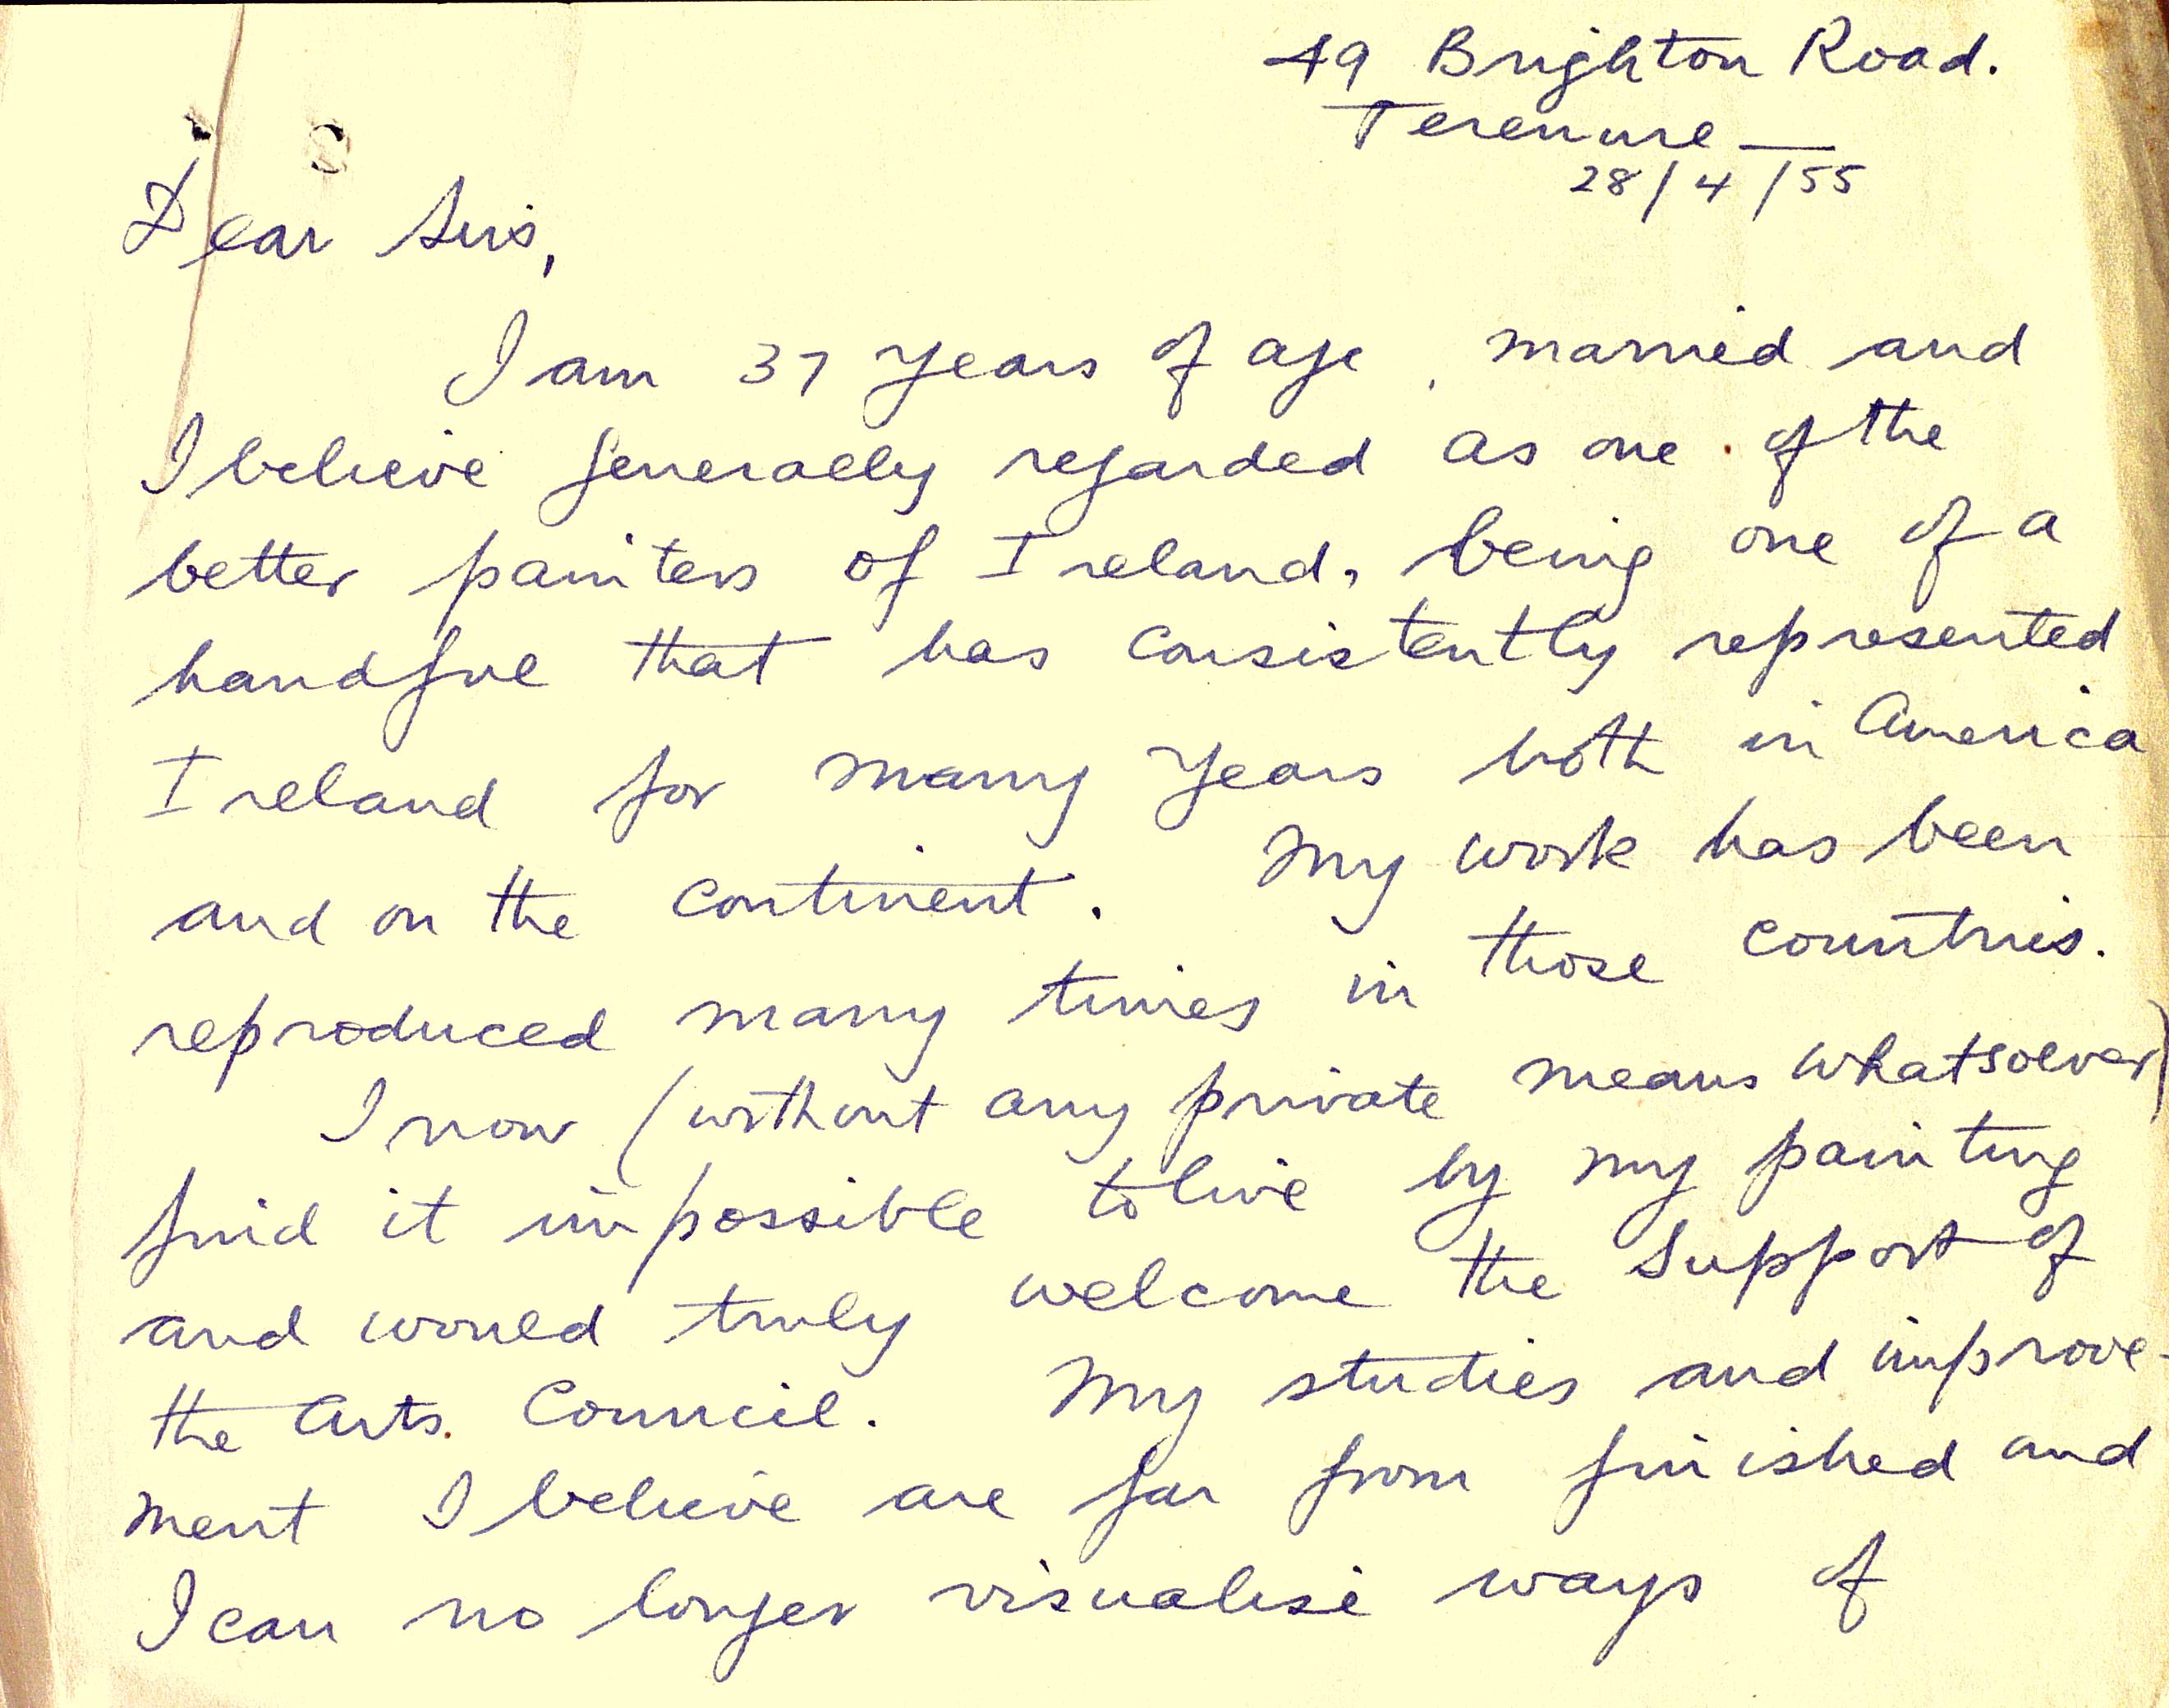 49 Brighton Road.
Terenure —
28/4/55
Dear Sirs,
I am 37 years of age, married and
I believe generally regarded as one of the
better painters of Ireland, being one of a
handful that has consistently represented
Ireland for many years both in America
and on the continent. My work has been
reproduced many times in those countries.
I now (without any private means whatsoever)
find it impossible to live by my painting
and would truly welcome the support of
the Arts Council. My studies and improve-
ment I believe are far from finished and
I can no longer visualise ways of